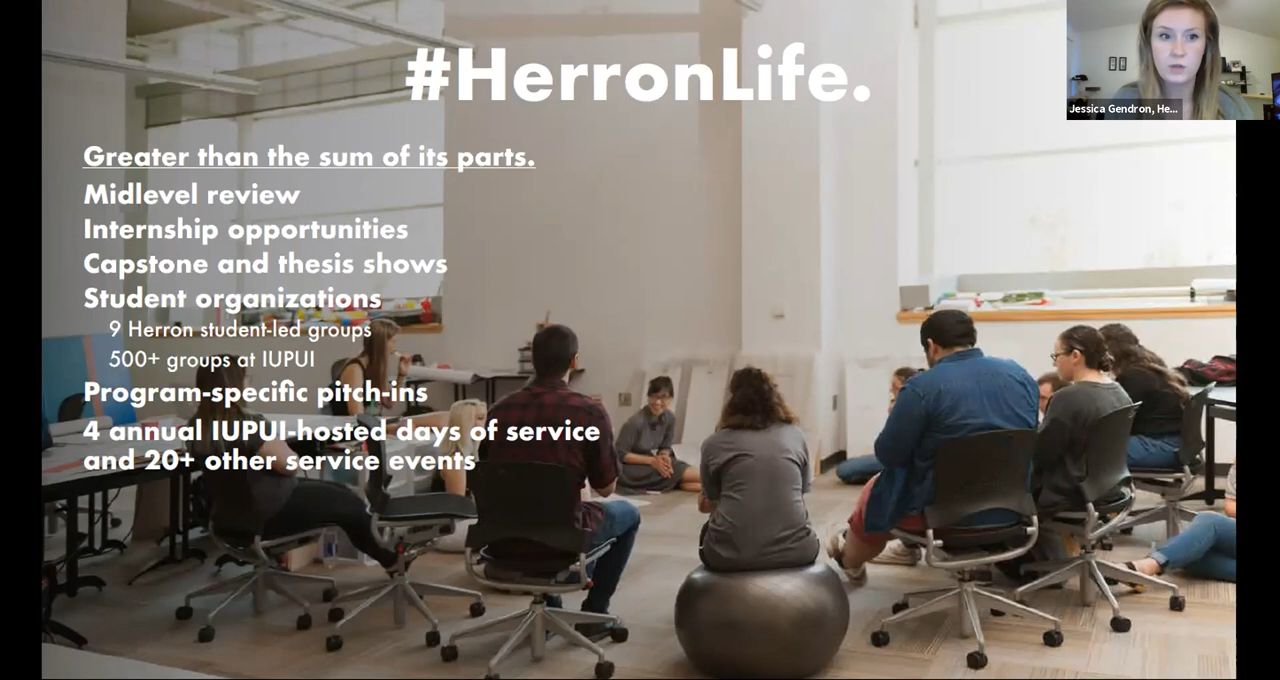 #HerronLife.
Jessica Gendron, He...
Greater than the sum of its parts.
Midlevel review
Internship opportunities
Capstone and thesis shows
Student organizations
9 Herron student-led groups
500+ groups at IUPUI
Program-specific pitch-ins
4 annual IUPUI-hosted days of service
and 20+ other service events